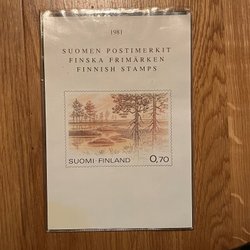 1981
SUOMEN POSTIMERKIT
FINSKA FRIMÄRKEN
FINNISH STAMPS
SUOMI-FINLAND 0,70